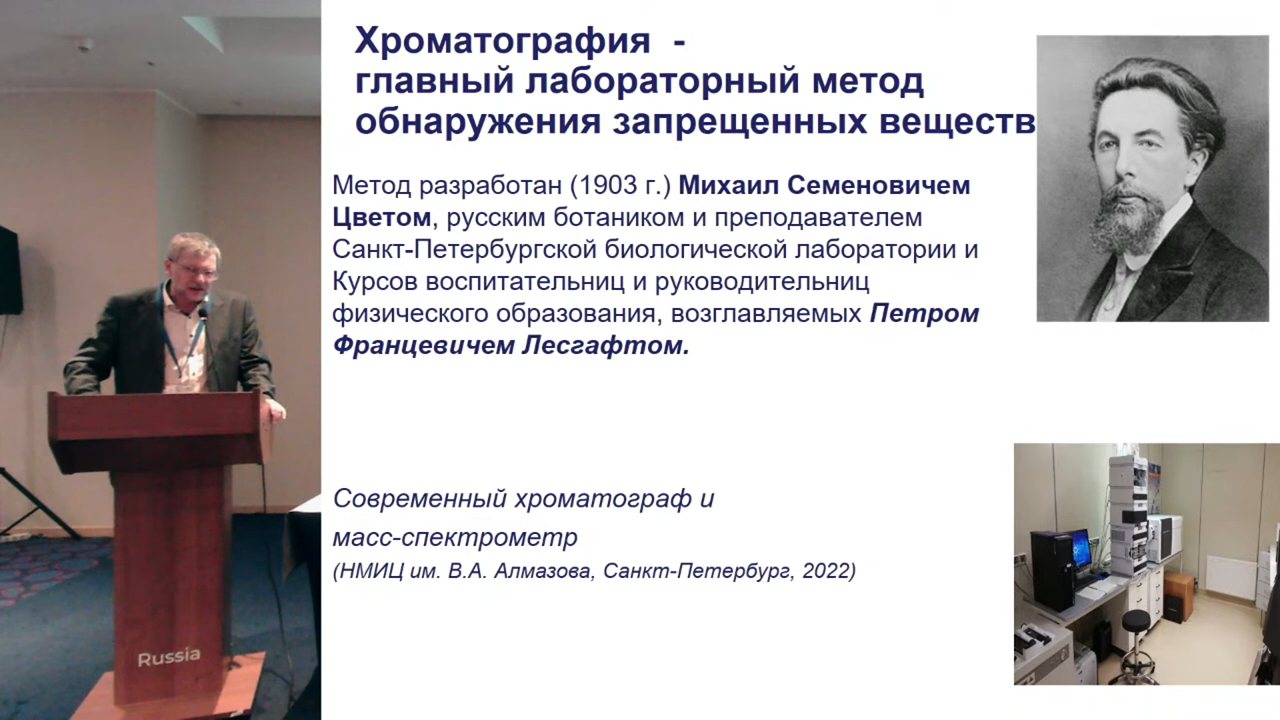 Хроматография -
главный лабораторный метод
обнаружения запрещенных веществ
Метод разработан (1903 г.) Михаил Семеновичем
Цветом, русским ботаником и преподавателем
Санкт-Петербургской биологической лаборатории и
Курсов воспитательниц и руководительниц
физического образования, возглавляемых Петром
Францевичем Лесгафтом.
Современный хроматограф и
масс-спектрометр
(НМИЦ им. В.А. Алмазова, Санкт-Петербург, 2022)
Russia